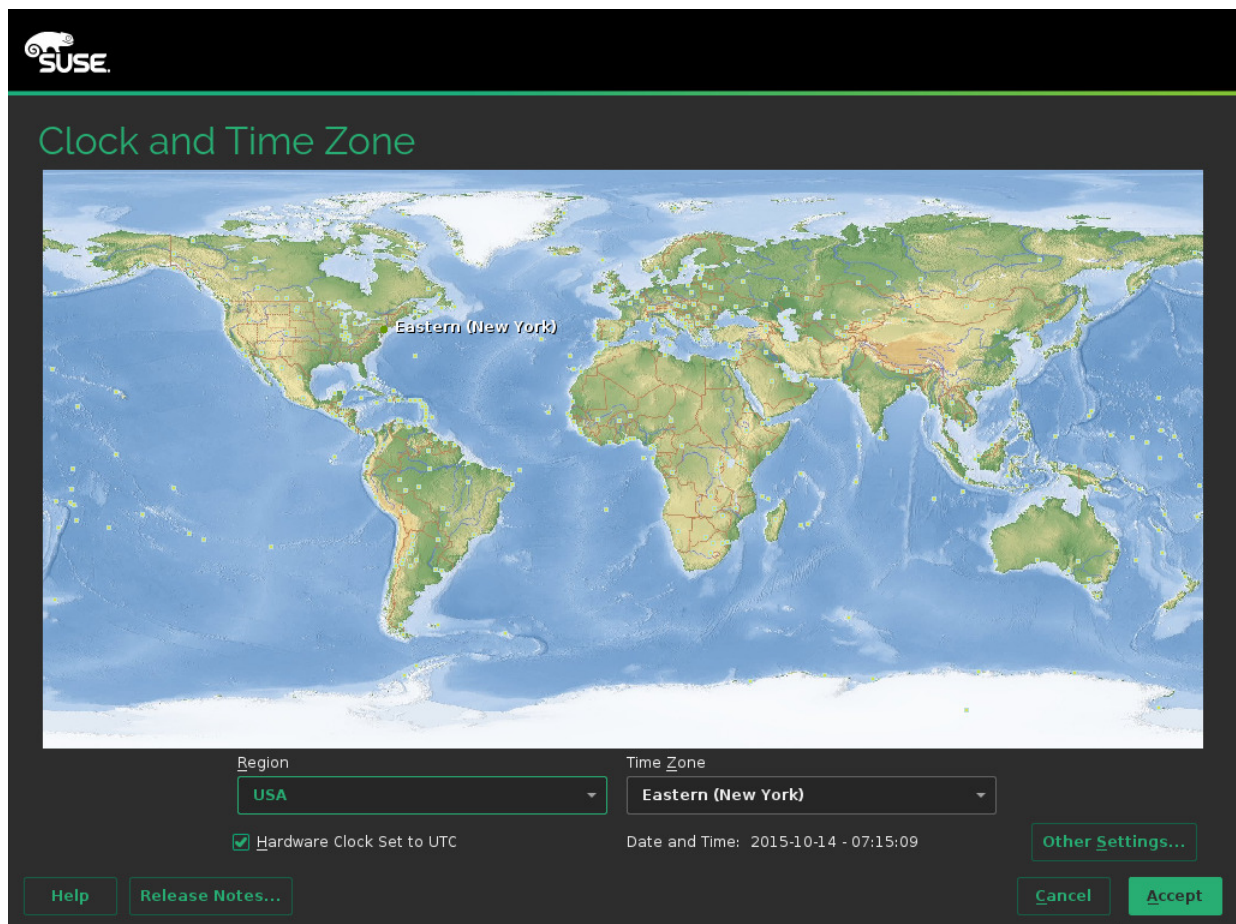 SUSE.
Clock and Time Zone
Eastern (New York)
Region
Time Zone
USA
Eastern (New York)
Hardware Clock Set to UTC
Date and Time: 2015-10-14 - 07:15:09
Other Settings...
Help
Release Notes...
Cancel
Accept